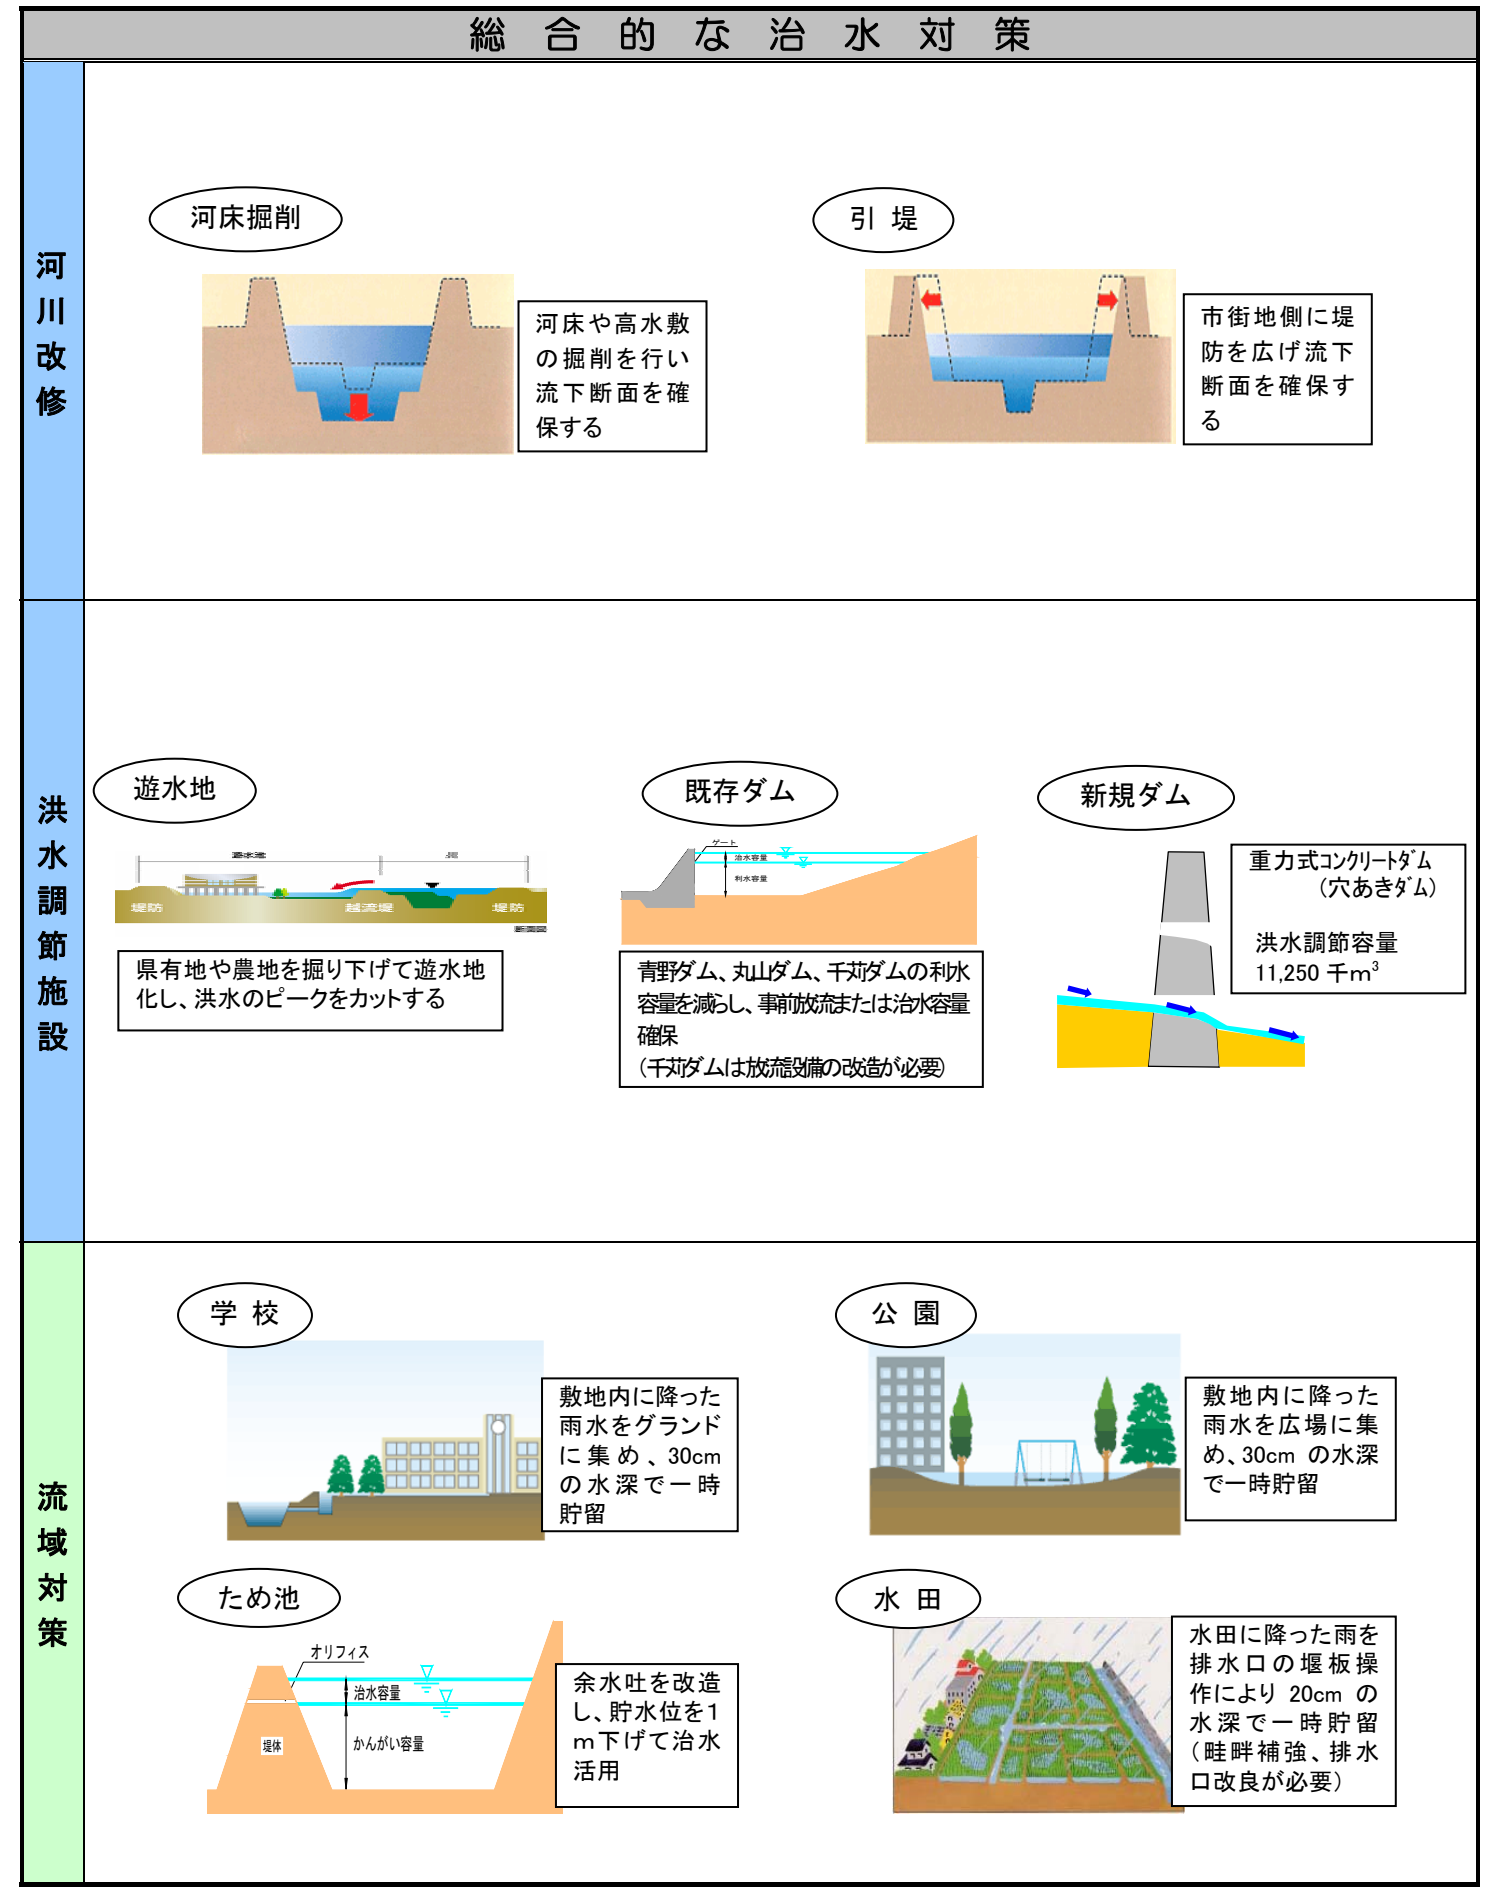 総合的な治水対策
河川改修
河床掘削
河床や高水敷
の掘削を行い
流下断面を確
保する
引堤
市街地側に堤
防を広げ流下
断面を確保す
る
洪水調節施設
遊水地
遊水池
堤防
越流堤
堤防
断面図
県有地や農地を掘り下げて遊水地
化し、洪水のピークをカットする
既存ダム
ゲート
治水容量
利水容量
青野ダム、丸山ダム、千苅ダムの利水
容量を減らし、事前放流または治水容量
確保
(千苅ダムは放流設備の改造が必要)
新規ダム
重力式ｺﾝｸﾘｰﾄﾀﾞﾑ
(穴あきﾀﾞﾑ)
洪水調節容量
11,250 千ｍ³
流域対策
学校
敷地内に降った
雨水をグランド
に集め、30cm
の水深で一時
貯留
公園
敷地内に降った
雨水を広場に集
め、30cm の水深
で一時貯留
ため池
オリフィス
治水容量
かんがい容量
堤体
余水吐を改造
し、貯水位を１
ｍ下げて治水
活用
水田
水田に降った雨を
排水口の堰板操
作により 20cm の
水深で一時貯留
(畦畔補強、排水
口改良が必要)